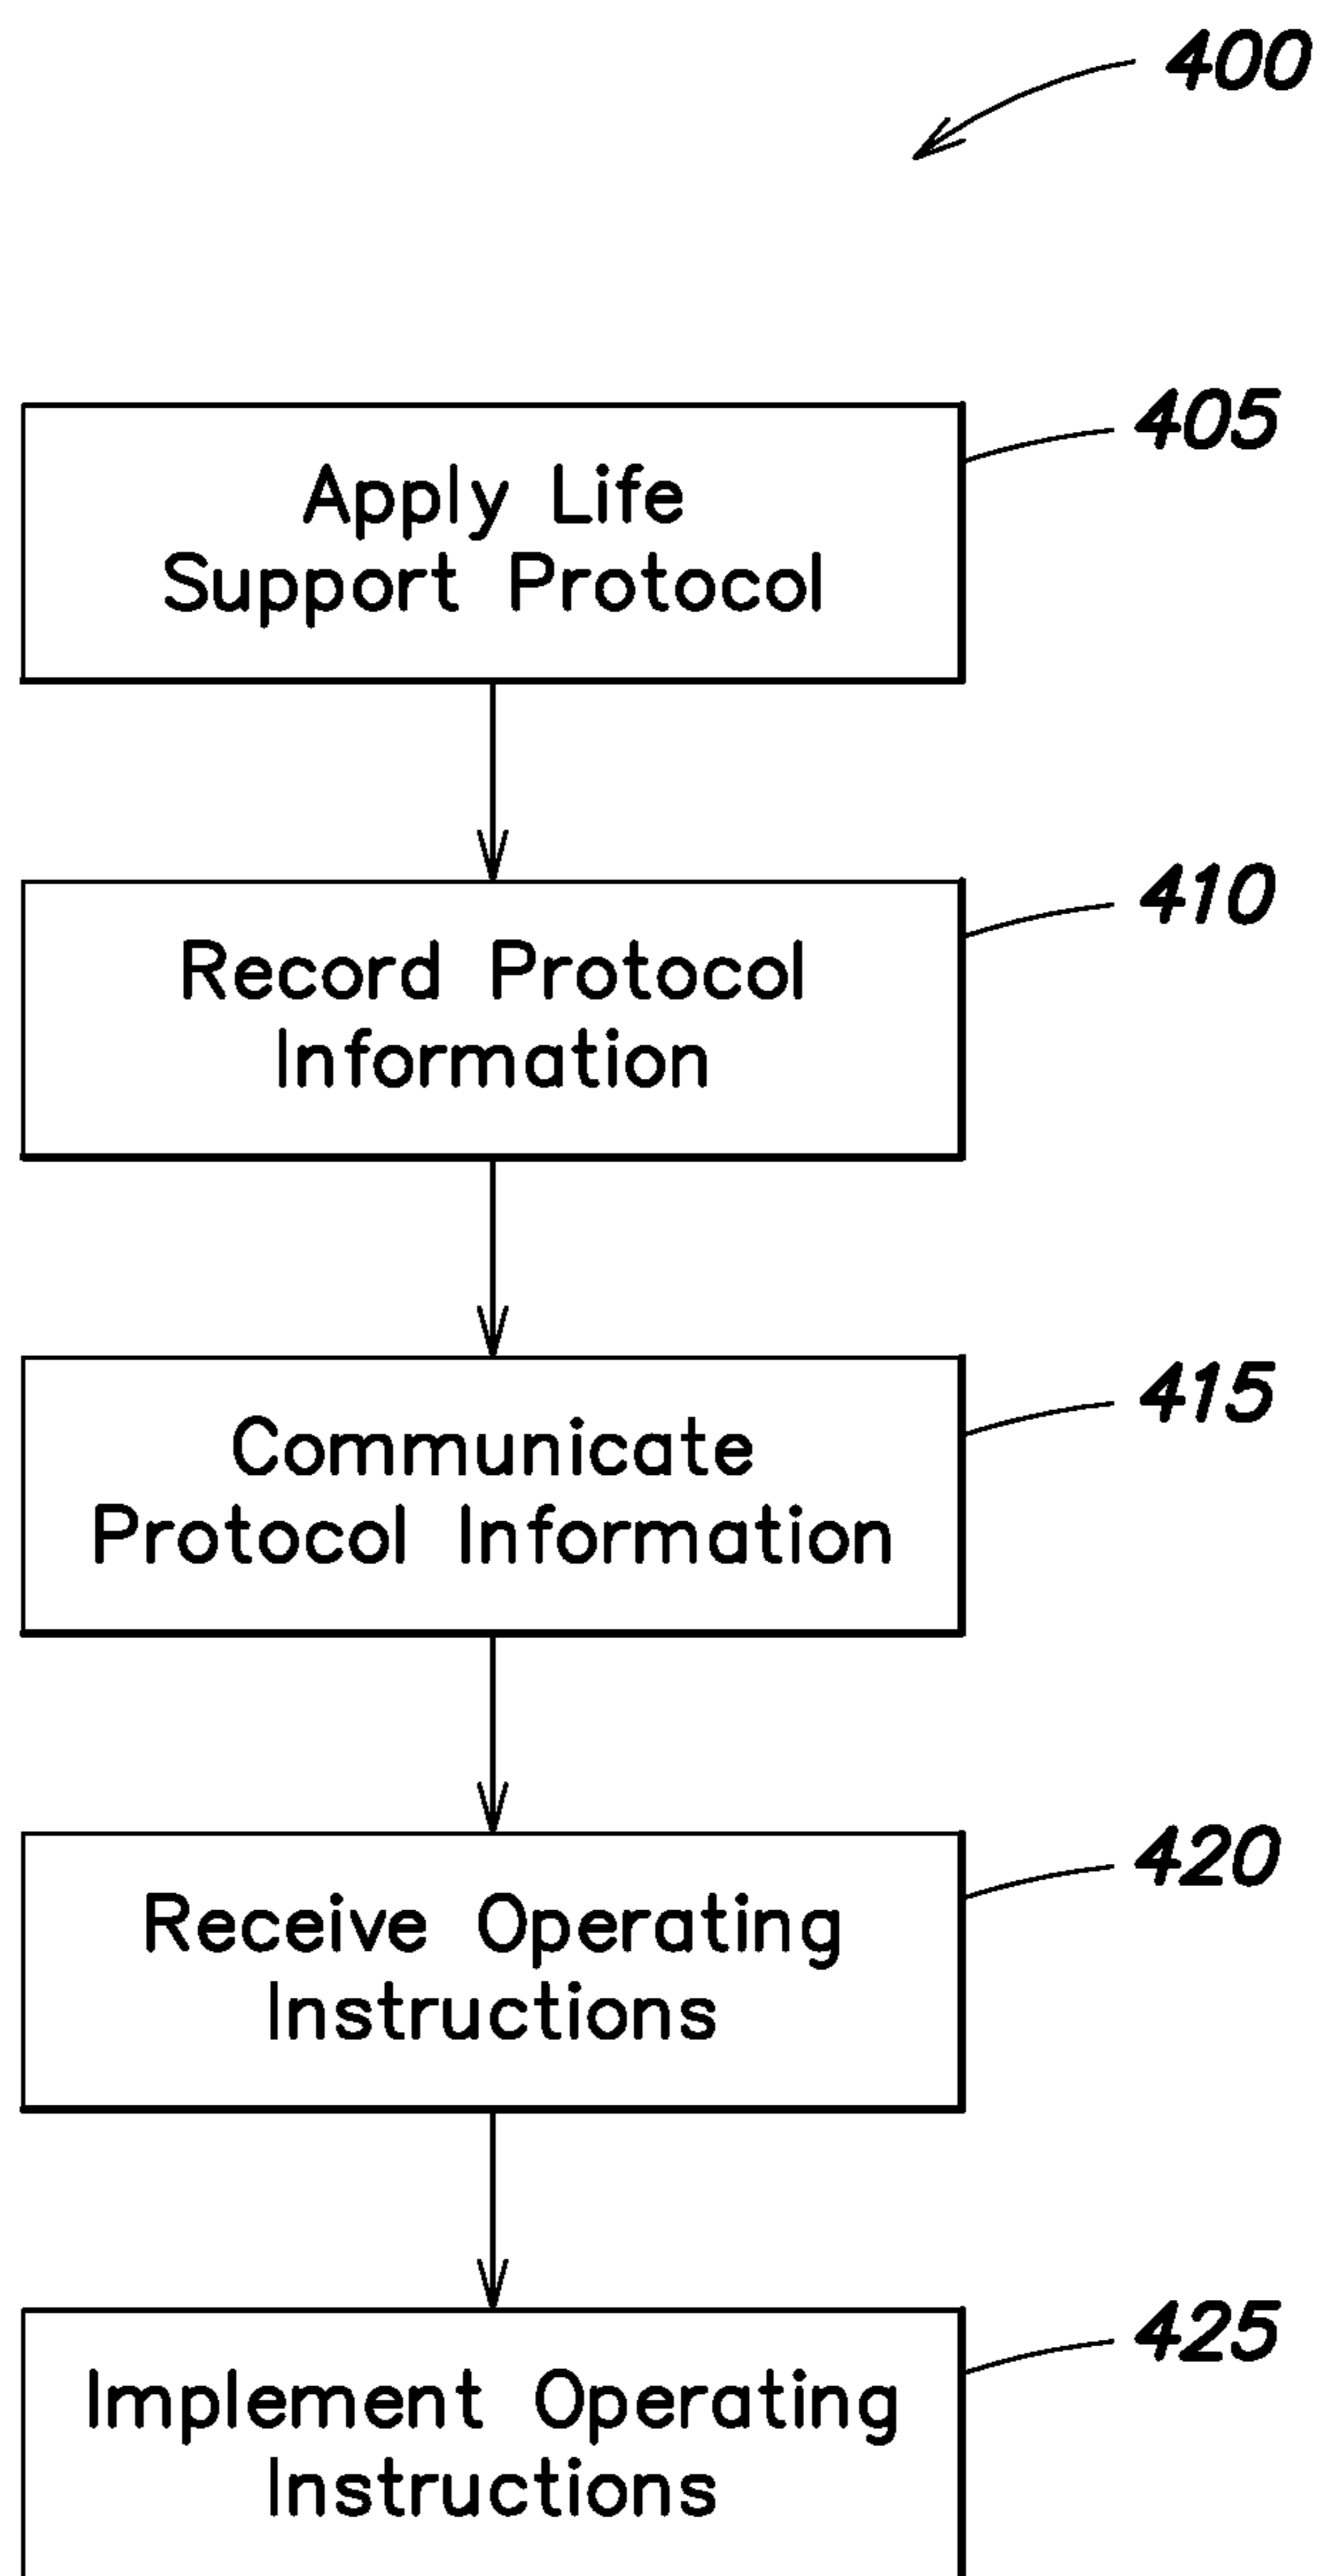 400
405
Apply Life
Support Protocol
410
Record Protocol
Information
415
Communicate
Protocol Information
420
Receive Operating
Instructions
425
Implement Operating
Instructions